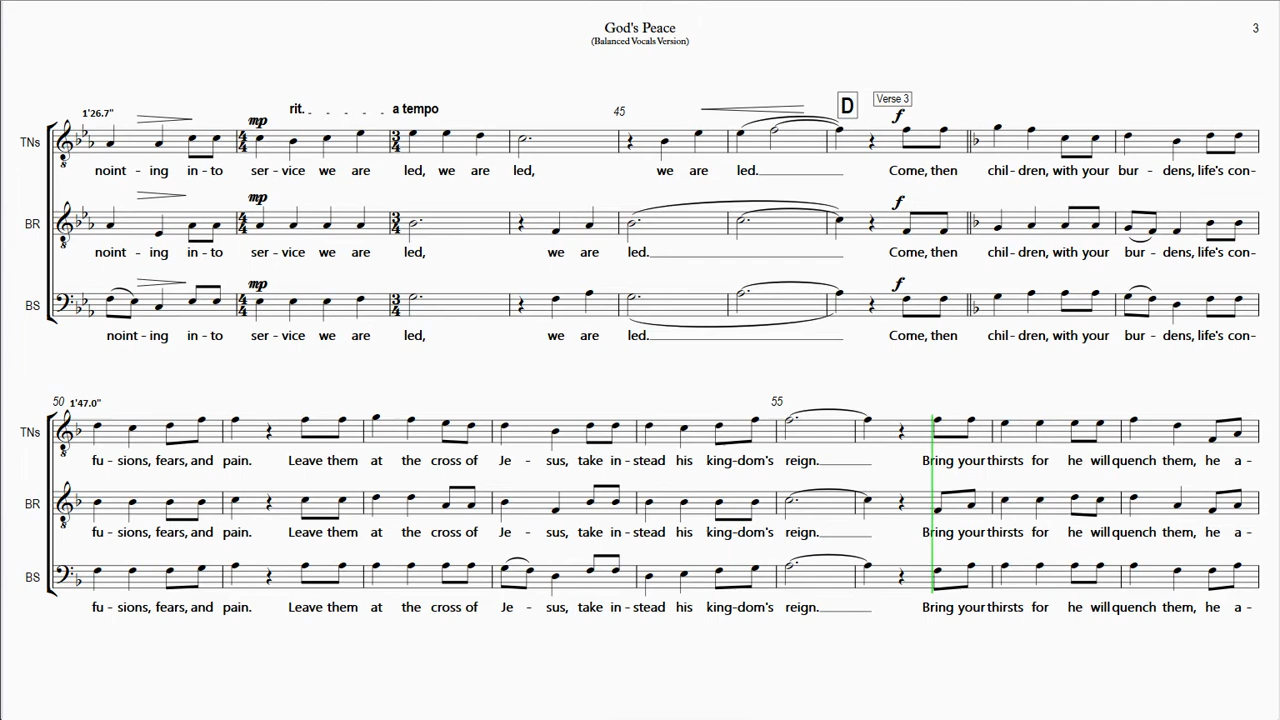 God's Peace
3
(Balanced Vocals Version)
1'26.7" rit. a tempo 45 D Verse 3
mp f
TNs
noint - ing in - to ser - vice we are led, we are led, we are led. Come, then chil - dren, with your bur - dens, life's con-
mp f
BR
noint - ing in - to ser - vice we are led, we are led. Come, then chil - dren, with your bur - dens, life's con-
mp f
BS
noint - ing in - to ser - vice we are led, we are led. Come, then chil - dren, with your bur - dens, life's con-
50 1'47.0" 55
TNs
fu - sions, fears, and pain. Leave them at the cross of Je - sus, take in - stead his king - dom's reign. Bring your thirsts for he will quench them, he a -
BR
fu - sions, fears, and pain. Leave them at the cross of Je - sus, take in - stead his king - dom's reign. Bring your thirsts for he will quench them, he a -
BS
fu - sions, fears, and pain. Leave them at the cross of Je - sus, take in - stead his king - dom's reign. Bring your thirsts for he will quench them, he a -